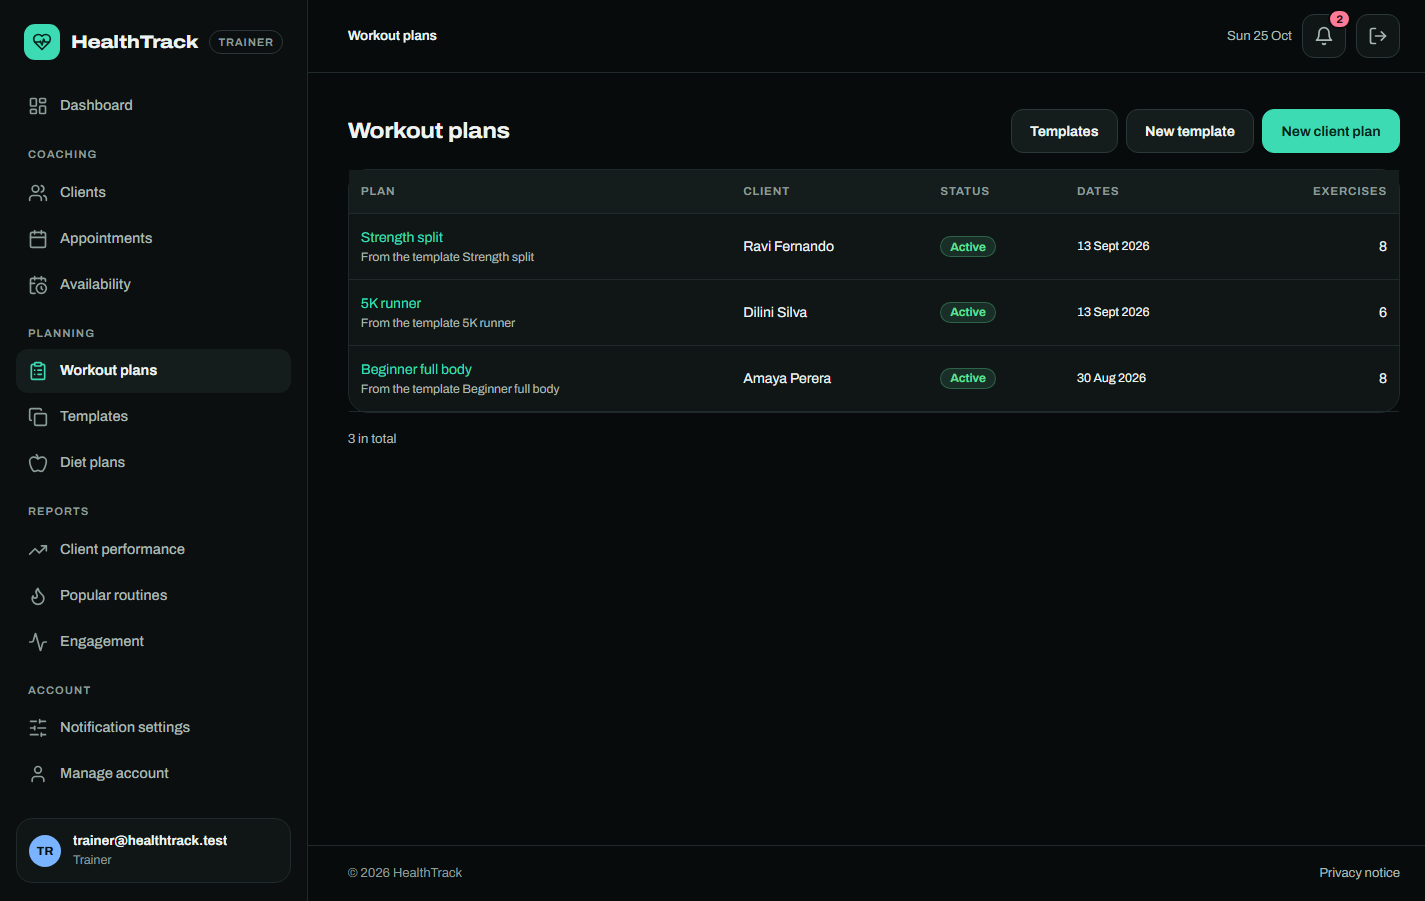 HealthTrack TRAINER
Dashboard
COACHING
Clients
Appointments
Availability
PLANNING
Workout plans
Templates
Diet plans
REPORTS
Client performance
Popular routines
Engagement
ACCOUNT
Notification settings
Manage account
TR
trainer@healthtrack.test
Trainer
Workout plans
Sun 25 Oct
2
Workout plans
Templates
New template
New client plan
PLAN CLIENT STATUS DATES EXERCISES
Strength split
From the template Strength split
Ravi Fernando Active 13 Sept 2026 8
5K runner
From the template 5K runner
Dilini Silva Active 13 Sept 2026 6
Beginner full body
From the template Beginner full body
Amaya Perera Active 30 Aug 2026 8
3 in total
© 2026 HealthTrack
Privacy notice